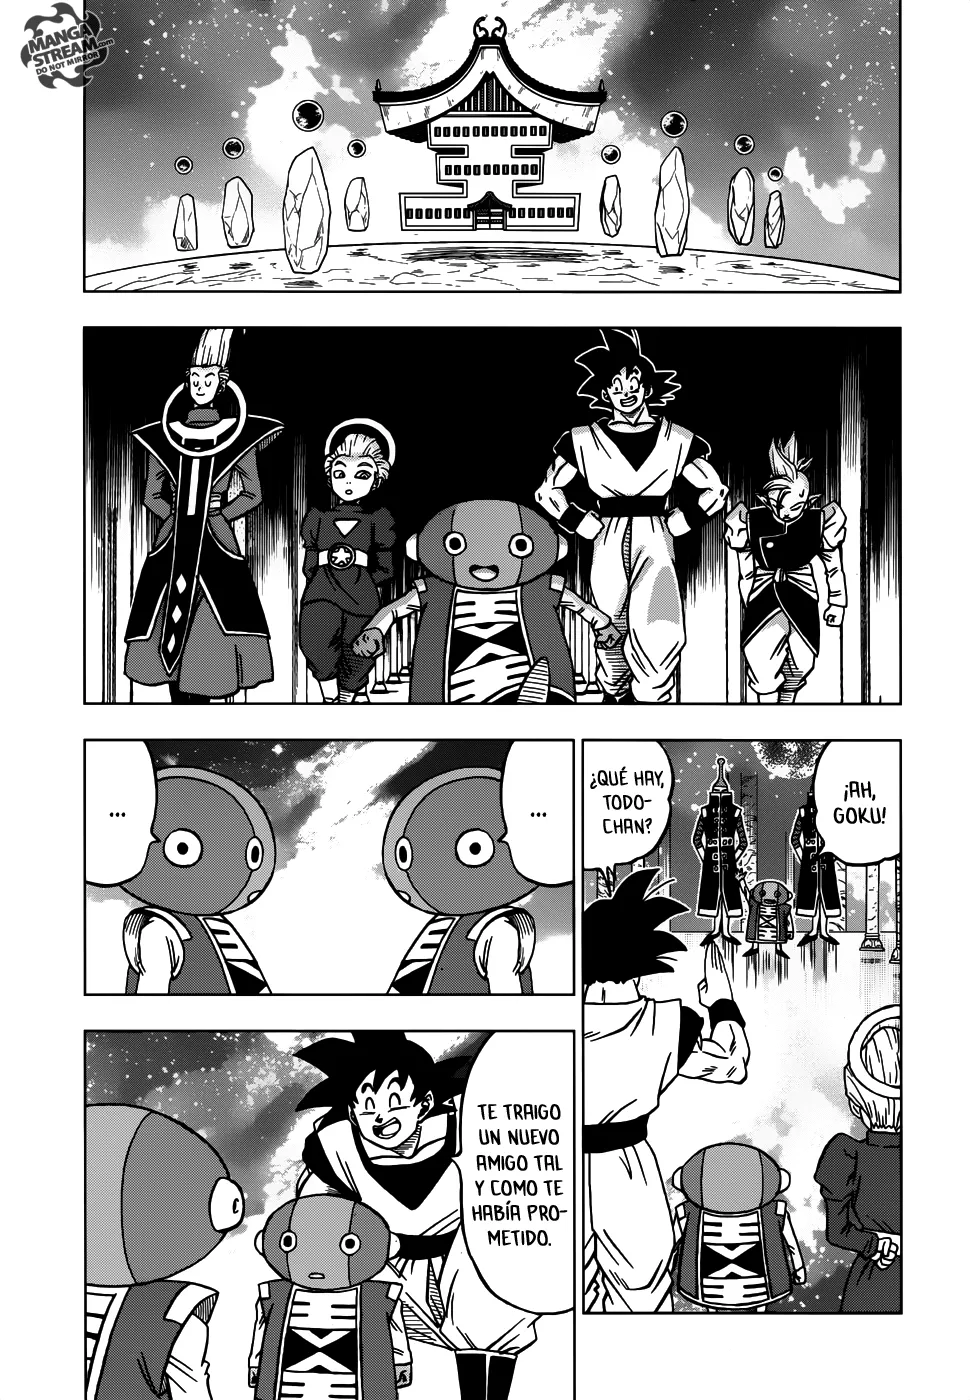 MANGA
STREAM.com
DO NOT MIRROR
¡AH,
GOKU!
¿QUÉ HAY,
TODO-
CHAN?
...
...
TE TRAIGO
UN NUEVO
AMIGO TAL
Y COMO TE
HABÍA PRO-
METIDO.